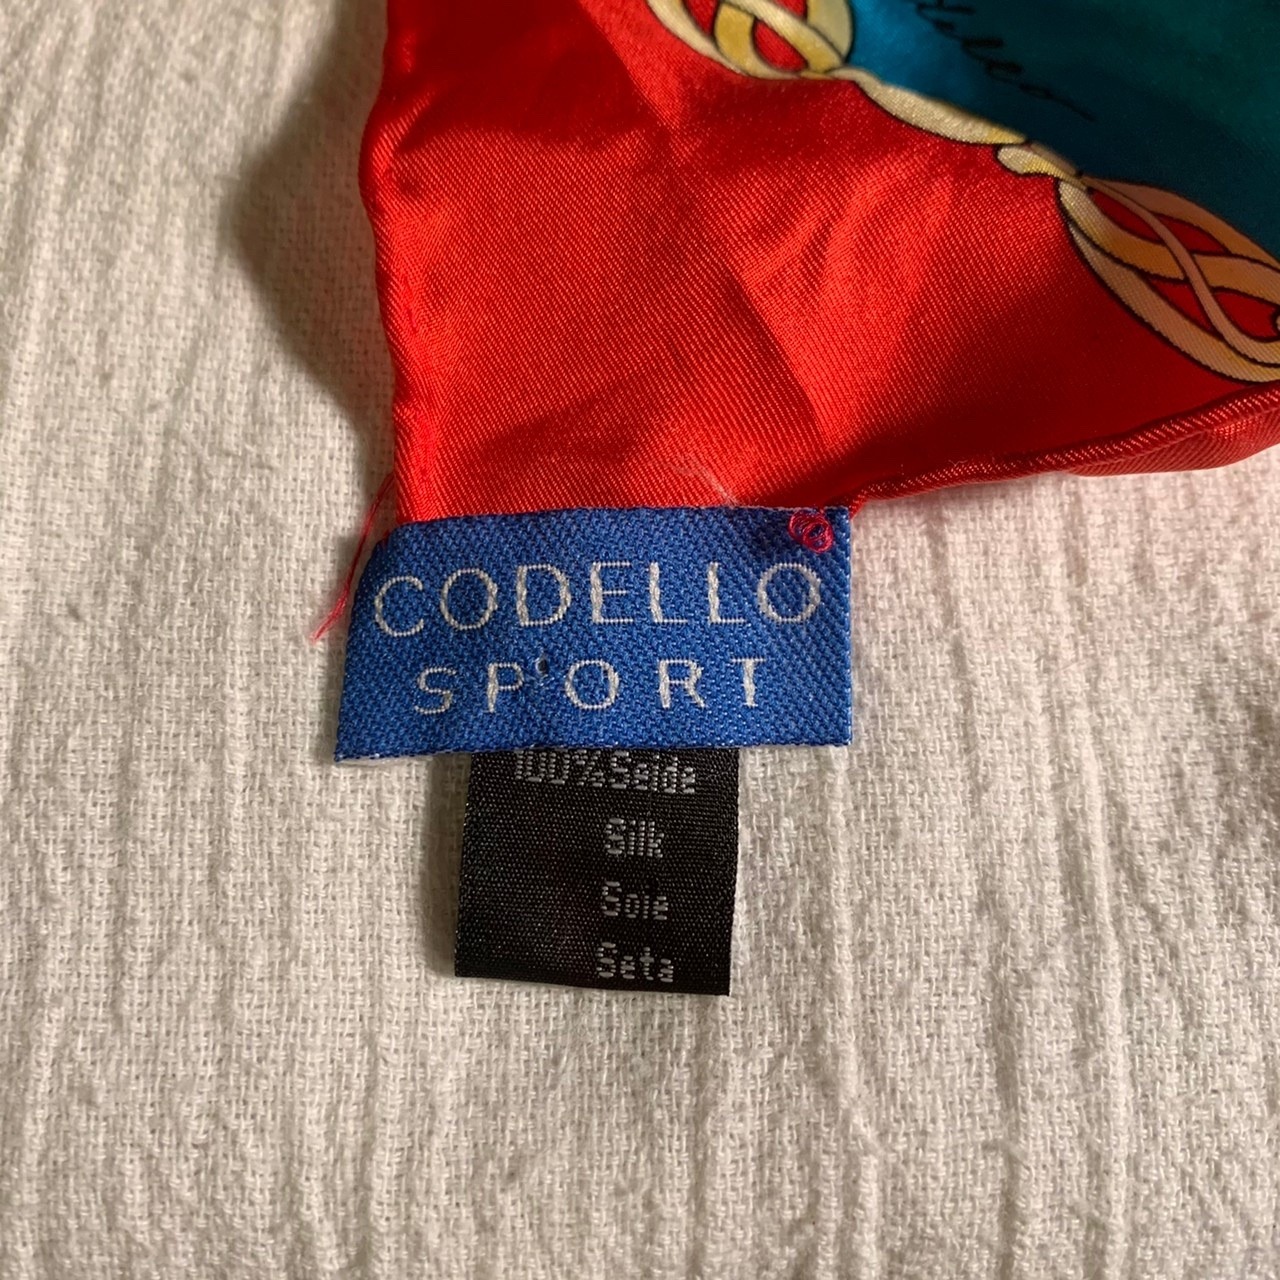 CODELLO
SPORT
100%Seide
Silk
Soie
Seta